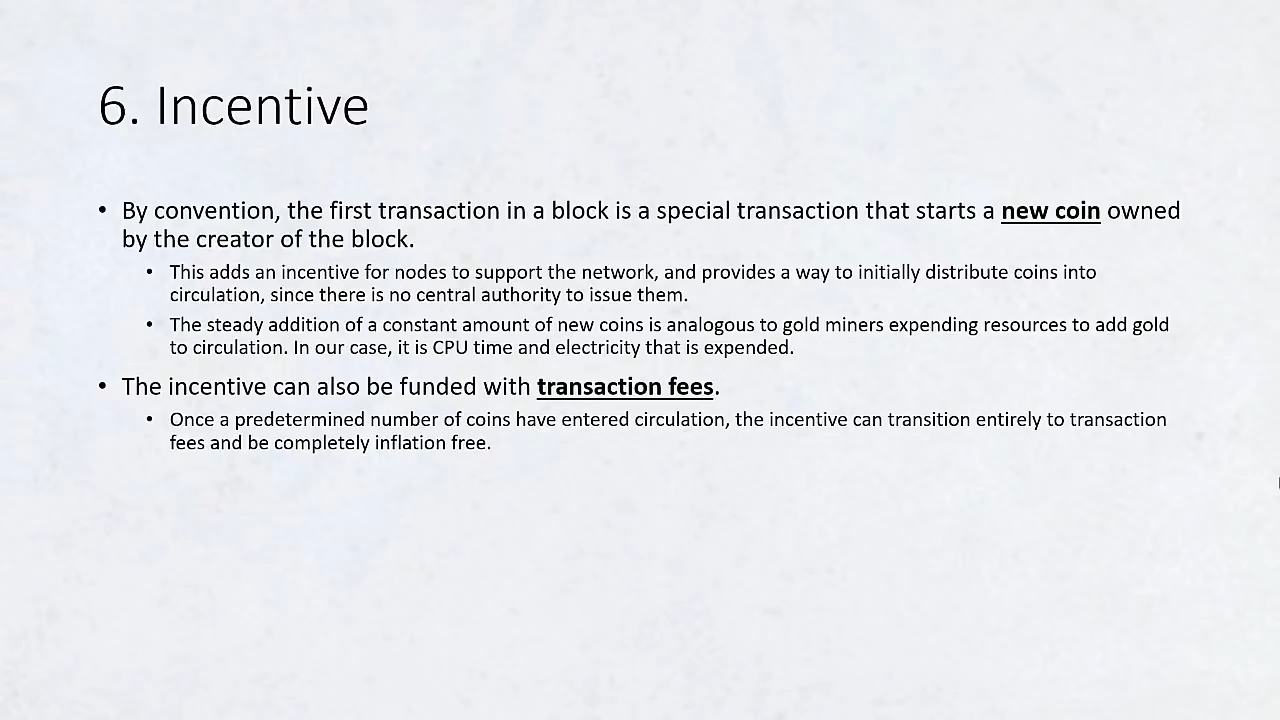 6. Incentive
• By convention, the first transaction in a block is a special transaction that starts a new coin owned
by the creator of the block.
• This adds an incentive for nodes to support the network, and provides a way to initially distribute coins into
circulation, since there is no central authority to issue them.
• The steady addition of a constant amount of new coins is analogous to gold miners expending resources to add gold
to circulation. In our case, it is CPU time and electricity that is expended.
• The incentive can also be funded with transaction fees.
• Once a predetermined number of coins have entered circulation, the incentive can transition entirely to transaction
fees and be completely inflation free.